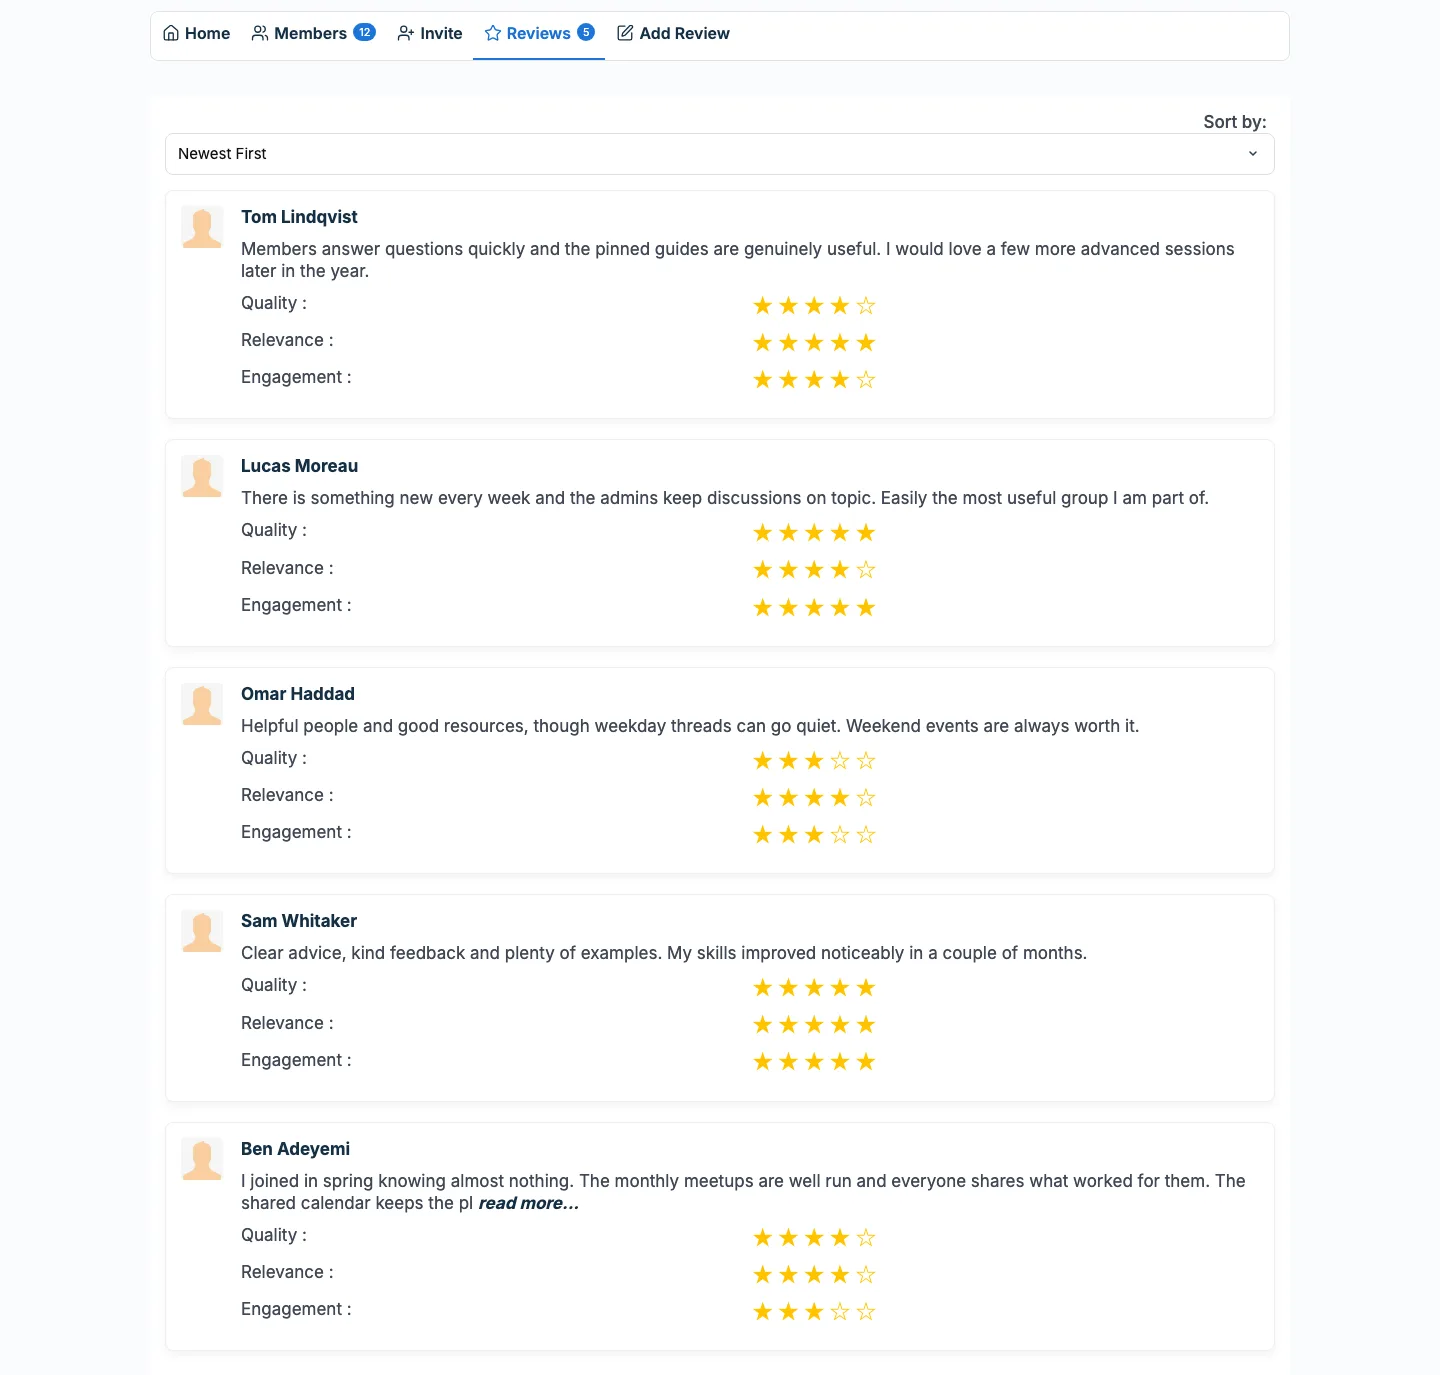 Home Members 12 Invite Reviews 5 Add Review
Sort by:
Newest First
Tom Lindqvist
Members answer questions quickly and the pinned guides are genuinely useful. I would love a few more advanced sessions
later in the year.
Quality : ★★★★☆
Relevance : ★★★★★
Engagement : ★★★★☆
Lucas Moreau
There is something new every week and the admins keep discussions on topic. Easily the most useful group I am part of.
Quality : ★★★★★
Relevance : ★★★★☆
Engagement : ★★★★★
Omar Haddad
Helpful people and good resources, though weekday threads can go quiet. Weekend events are always worth it.
Quality : ★★★☆☆
Relevance : ★★★★☆
Engagement : ★★★☆☆
Sam Whitaker
Clear advice, kind feedback and plenty of examples. My skills improved noticeably in a couple of months.
Quality : ★★★★★
Relevance : ★★★★★
Engagement : ★★★★★
Ben Adeyemi
I joined in spring knowing almost nothing. The monthly meetups are well run and everyone shares what worked for them. The
shared calendar keeps the pl read more...
Quality : ★★★★☆
Relevance : ★★★★☆
Engagement : ★★★☆☆